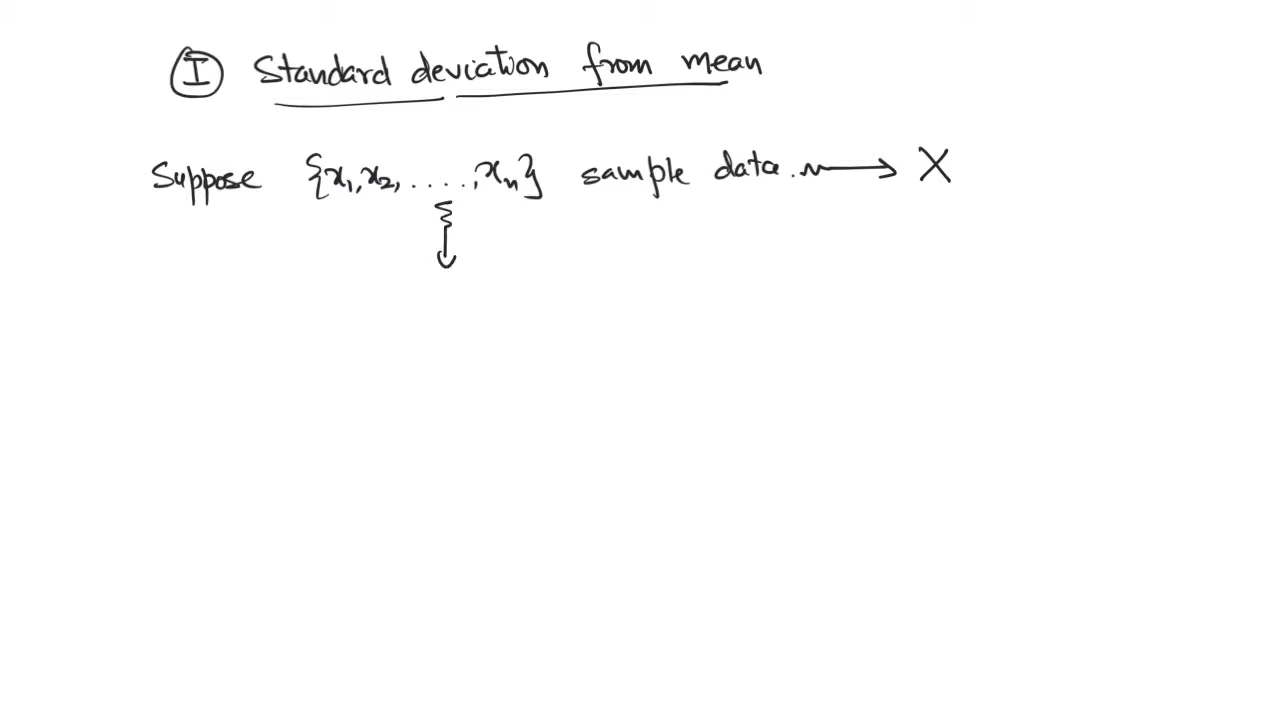 I Standard deviation from mean
Suppose {x₁, x₂, ....., xₙ} sample data. → X